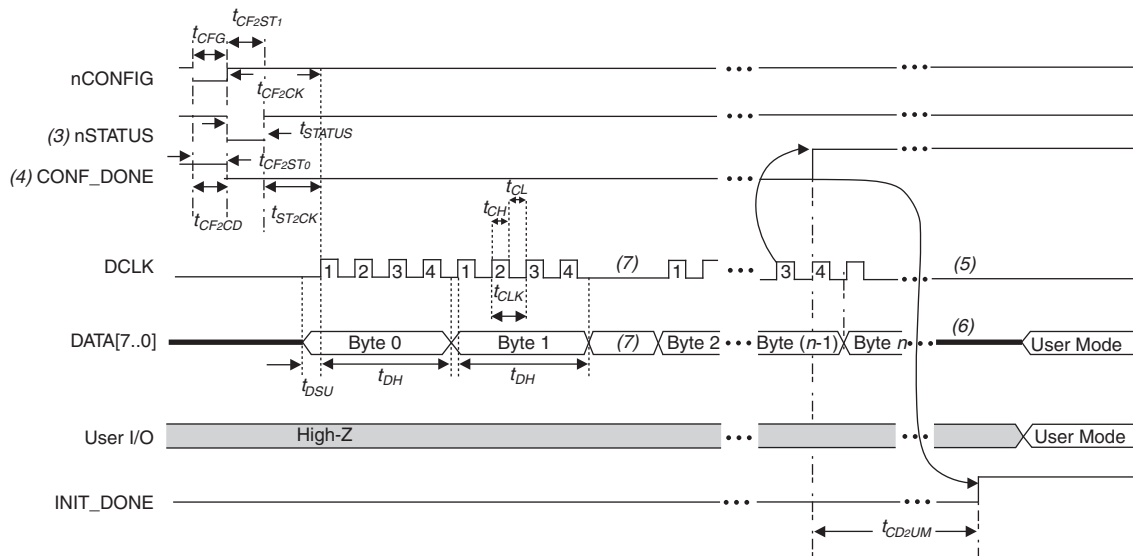 tCF2ST1
tCFG
nCONFIG
tCF2CK
(3) nSTATUS
tSTATUS
tCF2ST0
(4) CONF_DONE
tCF2CD
tST2CK
tCL
tCH
DCLK
1 2 3 4 1 2 3 4 (7) 1 3 4 (5)
tCLK
DATA[7..0]
Byte 0 Byte 1 (7) Byte 2 Byte (n-1) Byte n (6) User Mode
tDSU
tDH
tDH
User I/O
High-Z
User Mode
INIT_DONE
tCD2UM